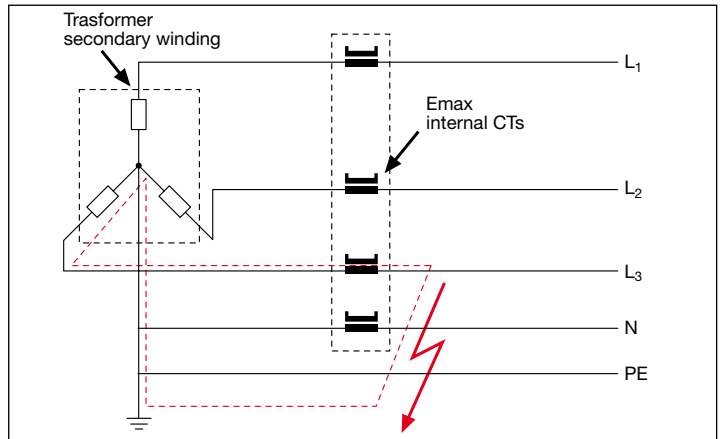 Trasformer
secondary winding
L₁
Emax
internal CTs
L₂
L₃
N
PE